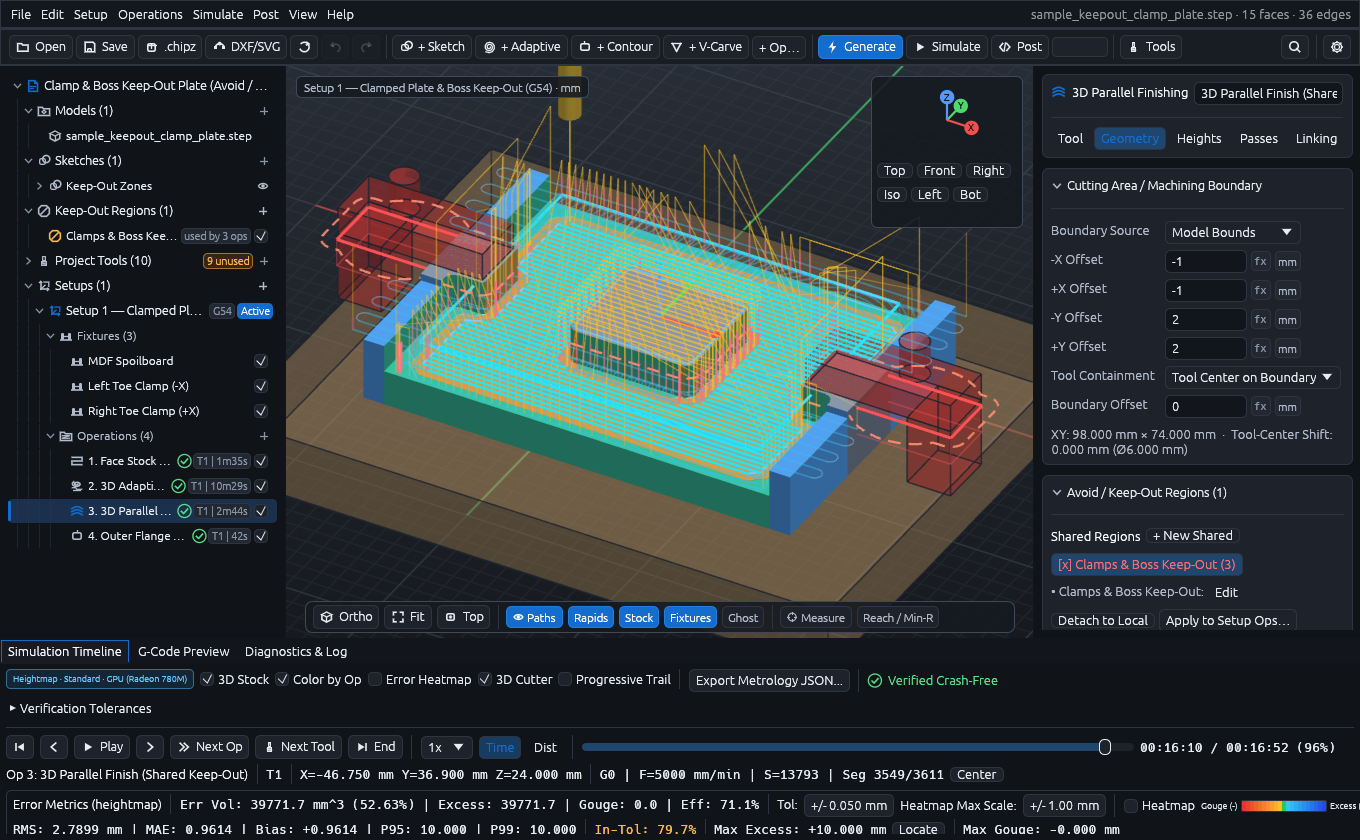 File Edit Setup Operations Simulate Post View Help
sample_keepout_clamp_plate.step · 15 faces · 36 edges
Open Save .chipz DXF/SVG + Sketch + Adaptive + Contour + V-Carve + Op… Generate Simulate Post Tools
Clamp & Boss Keep-Out Plate (Avoid / …
Models (1) +
sample_keepout_clamp_plate.step
Sketches (1) +
Keep-Out Zones
Keep-Out Regions (1) +
Clamps & Boss Kee… used by 3 ops
Project Tools (10) 9 unused +
Setups (1) +
Setup 1 — Clamped Pl… G54 Active
Fixtures (3)
MDF Spoilboard
Left Toe Clamp (-X)
Right Toe Clamp (+X)
Operations (4) +
1. Face Stock … T1 | 1m35s
2. 3D Adapti… T1 | 10m29s
3. 3D Parallel … T1 | 2m44s
4. Outer Flange … T1 | 42s
Setup 1 — Clamped Plate & Boss Keep-Out (G54) · mm
Z
Y
X
Top Front Right
Iso Left Bot
Ortho Fit Top Paths Rapids Stock Fixtures Ghost Measure Reach / Min-R
3D Parallel Finishing 3D Parallel Finish (Share
Tool Geometry Heights Passes Linking
Cutting Area / Machining Boundary
Boundary Source Model Bounds
-X Offset -1 fx mm
+X Offset -1 fx mm
-Y Offset 2 fx mm
+Y Offset 2 fx mm
Tool Containment Tool Center on Boundary
Boundary Offset 0 fx mm
XY: 98.000 mm × 74.000 mm · Tool-Center Shift:
0.000 mm (Ø6.000 mm)
Avoid / Keep-Out Regions (1)
Shared Regions + New Shared
[x] Clamps & Boss Keep-Out (3)
• Clamps & Boss Keep-Out: Edit
Detach to Local Apply to Setup Ops…
Simulation Timeline G-Code Preview Diagnostics & Log
Heightmap · Standard · GPU (Radeon 780M) 3D Stock Color by Op Error Heatmap 3D Cutter Progressive Trail Export Metrology JSON… Verified Crash-Free
Verification Tolerances
Play Next Op Next Tool End 1x Time Dist 00:16:10 / 00:16:52 (96%)
Op 3: 3D Parallel Finish (Shared Keep-Out) T1 X=-46.750 mm Y=36.900 mm Z=24.000 mm G0 | F=5000 mm/min | S=13793 | Seg 3549/3611 Center
Error Metrics (heightmap) Err Vol: 39771.7 mm^3 (52.63%) | Excess: 39771.7 | Gouge: 0.0 | Eff: 71.1% Tol: +/-0.050 mm Heatmap Max Scale: +/-1.00 mm Heatmap Gouge (-) Excess
RMS: 2.7899 mm | MAE: 0.9614 | Bias: +0.9614 | P95: 10.000 | P99: 10.000 In-Tol: 79.7% Max Excess: +10.000 mm Locate Max Gouge: -0.000 mm